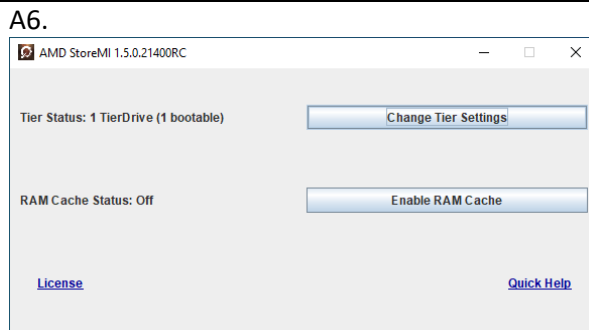 A6.
AMD StoreMI 1.5.0.21400RC
Tier Status: 1 TierDrive (1 bootable)
Change Tier Settings
RAM Cache Status: Off
Enable RAM Cache
License
Quick Help